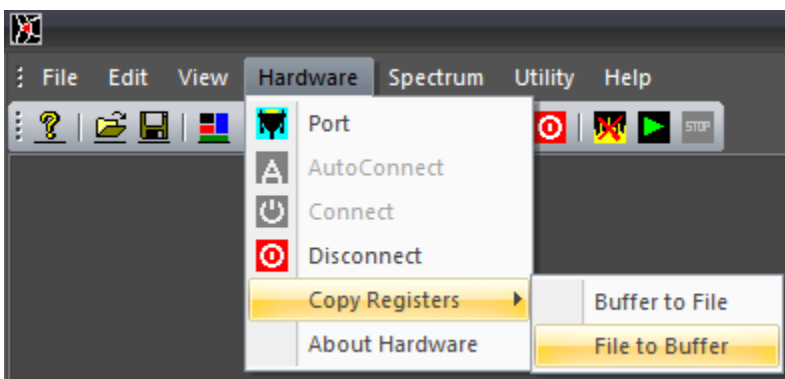 File Edit View Hardware Spectrum Utility Help
STOP
Port
AutoConnect
Connect
Disconnect
Copy Registers
Buffer to File
About Hardware
File to Buffer